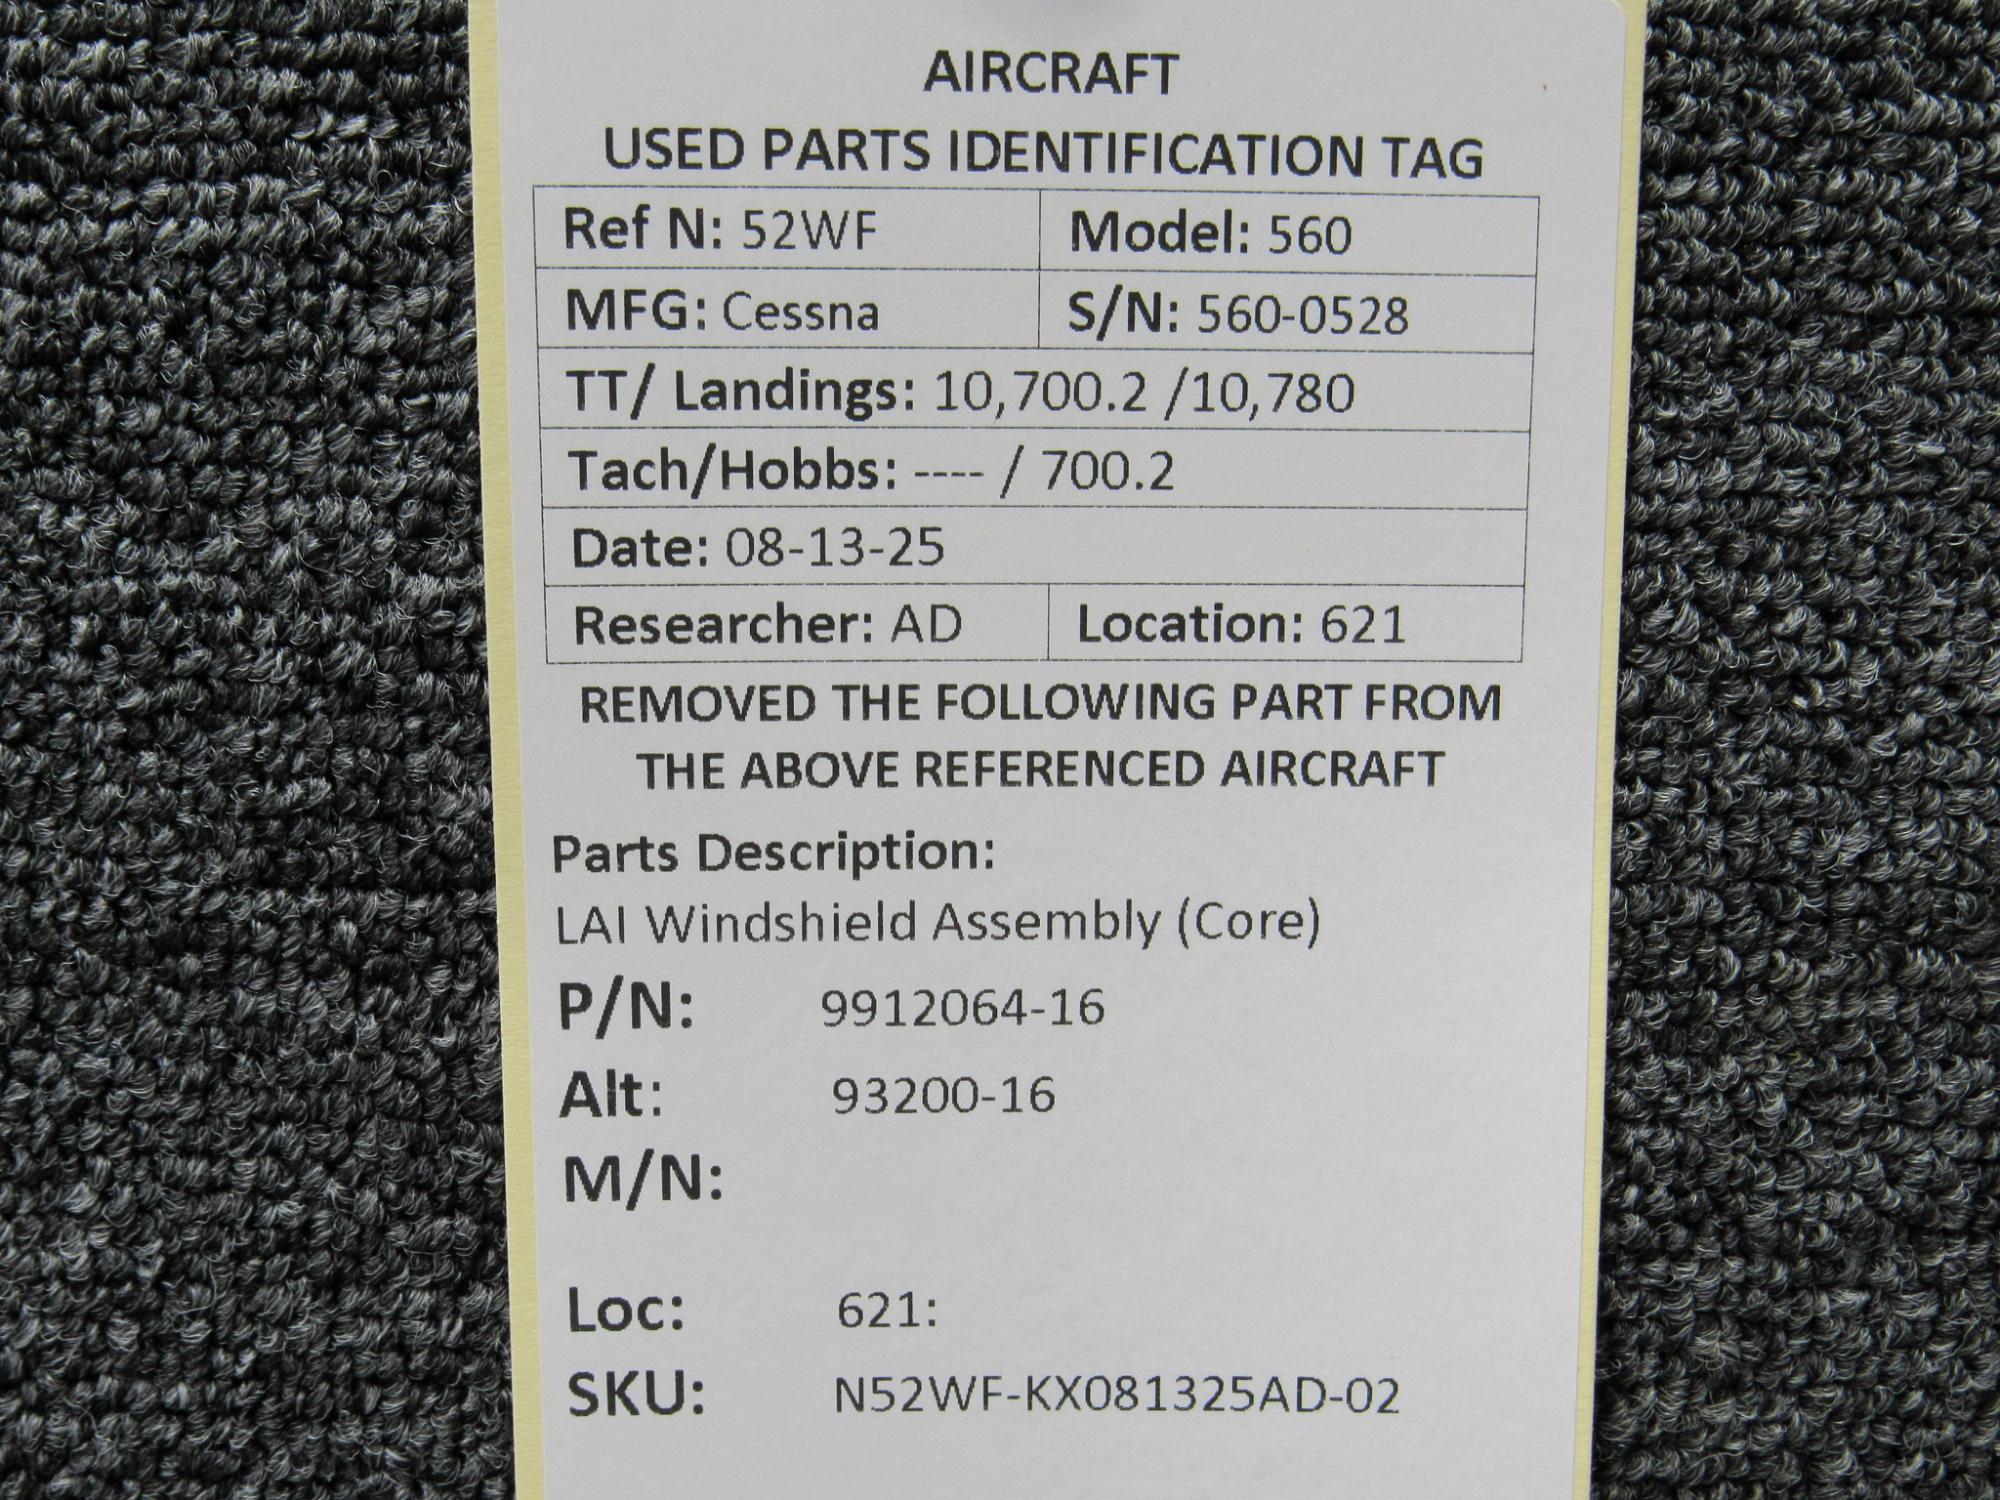 AIRCRAFT
USED PARTS IDENTIFICATION TAG
Ref N: 52WF Model: 560
MFG: Cessna S/N: 560-0528
TT/ Landings: 10,700.2 /10,780
Tach/Hobbs: ---- / 700.2
Date: 08-13-25
Researcher: AD Location: 621
REMOVED THE FOLLOWING PART FROM
THE ABOVE REFERENCED AIRCRAFT
Parts Description:
LAI Windshield Assembly (Core)
P/N: 9912064-16
Alt: 93200-16
M/N:
Loc: 621:
SKU: N52WF-KX081325AD-02